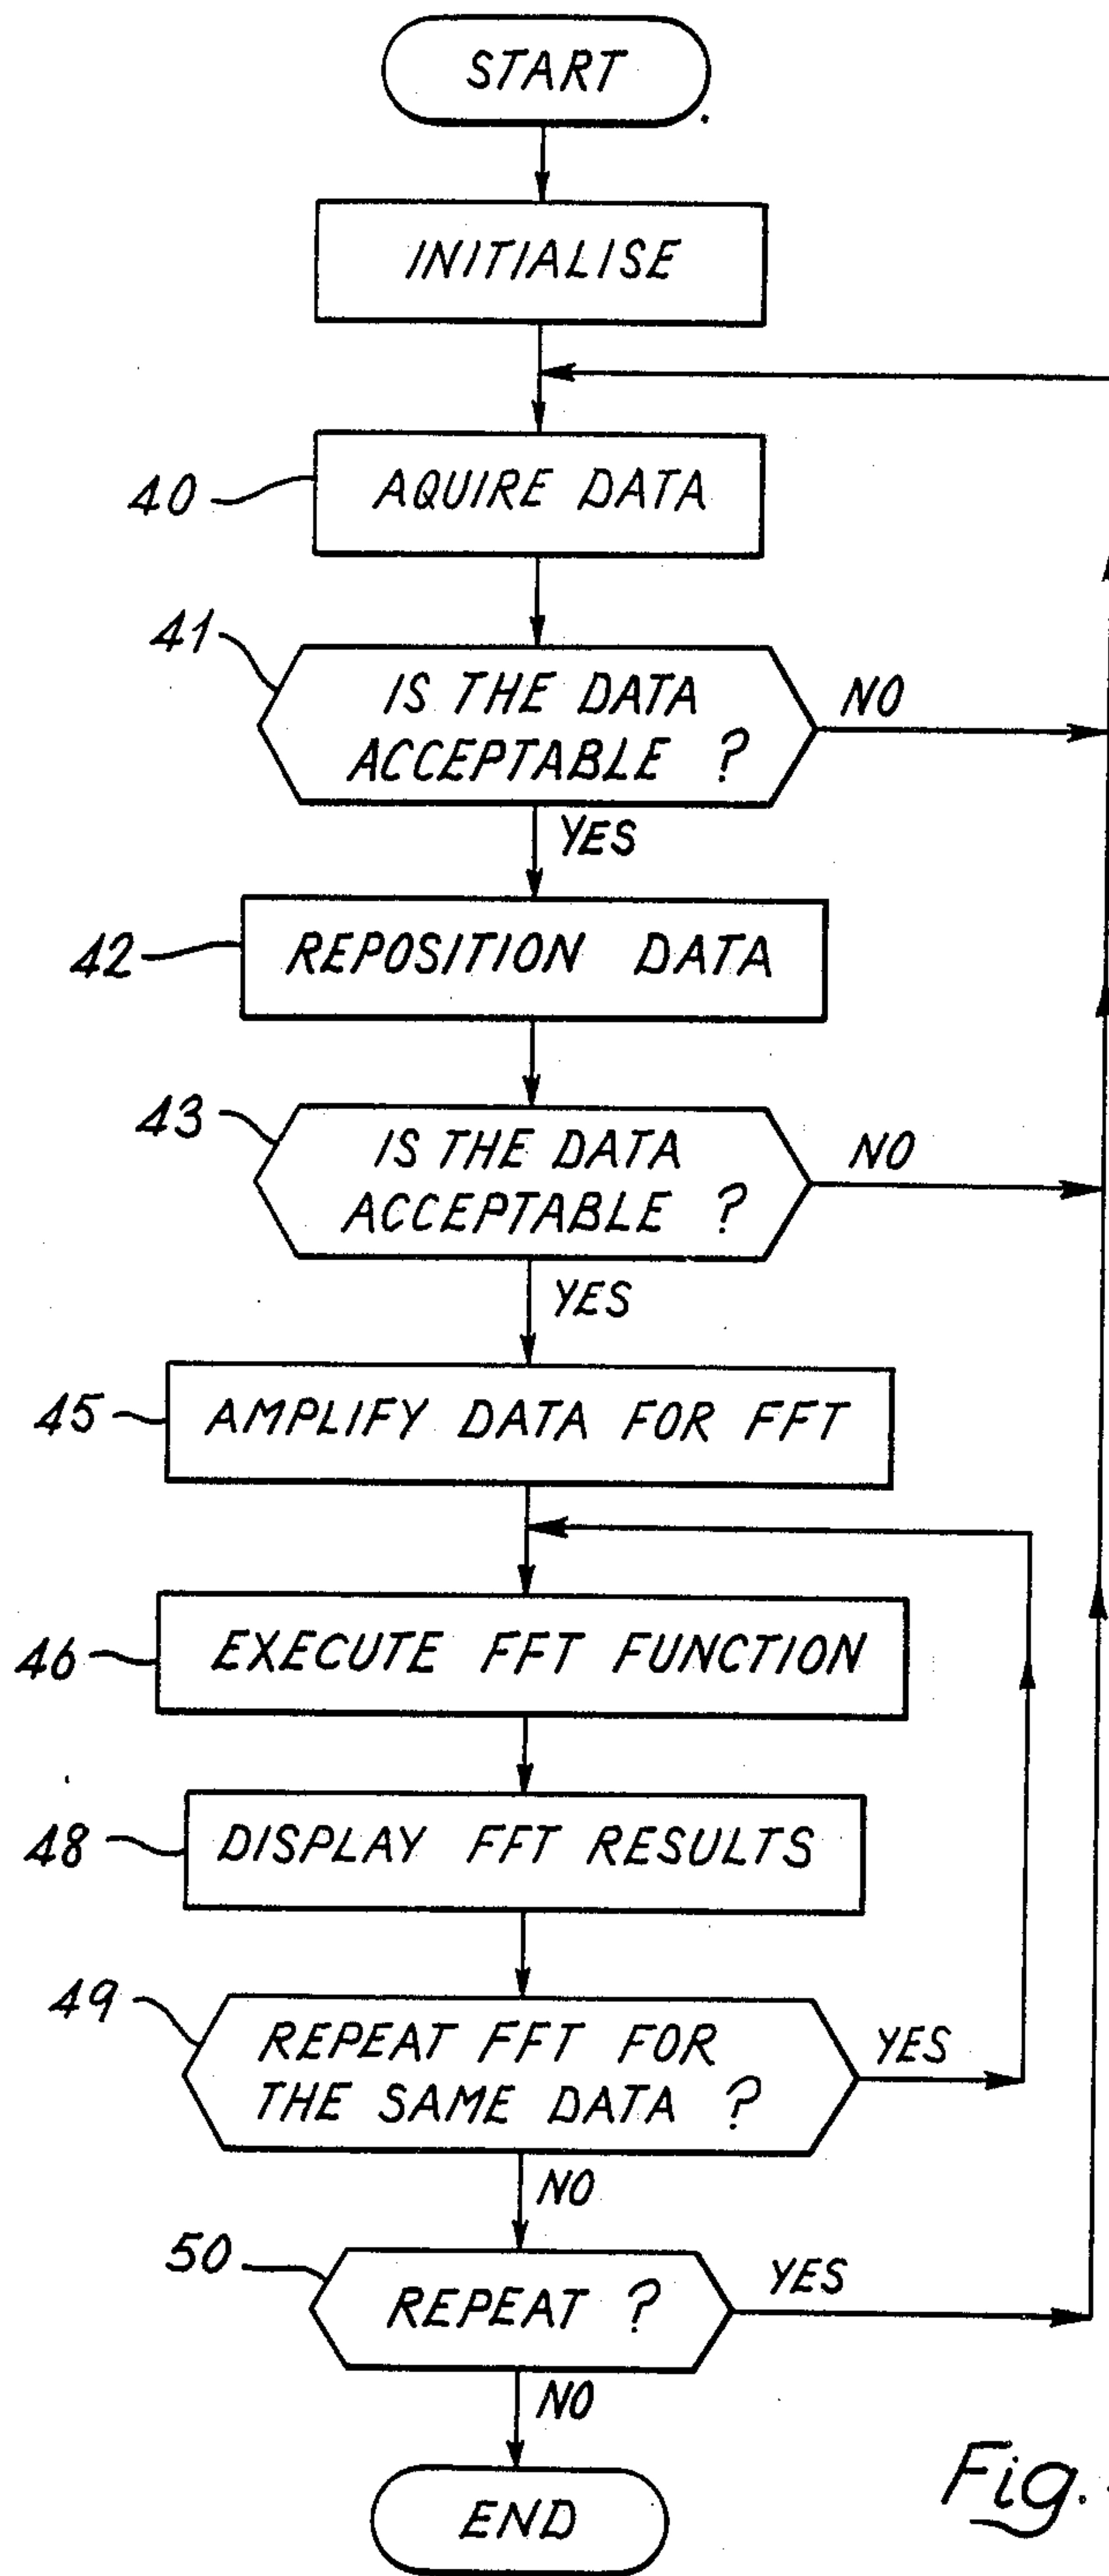 START
INITIALISE
40
AQUIRE DATA
41
IS THE DATA
ACCEPTABLE ?
NO
YES
42
REPOSITION DATA
43
IS THE DATA
ACCEPTABLE ?
NO
YES
45
AMPLIFY DATA FOR FFT
46
EXECUTE FFT FUNCTION
48
DISPLAY FFT RESULTS
49
REPEAT FFT FOR
THE SAME DATA ?
YES
NO
50
REPEAT ?
YES
NO
END
Fig.